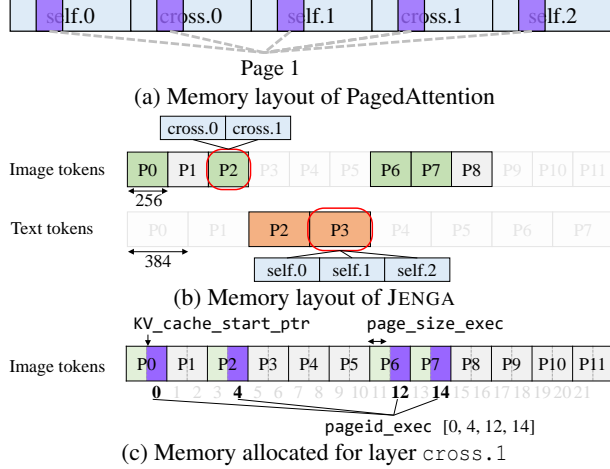 self.0 cross.0 self.1 cross.1 self.2
Page 1
(a) Memory layout of PagedAttention
cross.0 cross.1
Image tokens P0 P1 P2 P3 P4 P5 P6 P7 P8 P9 P10 P11
256
Text tokens P0 P1 P2 P3 P4 P5 P6 P7
384
self.0 self.1 self.2
(b) Memory layout of JENGA
KV_cache_start_ptr page_size_exec
Image tokens P0 P1 P2 P3 P4 P5 P6 P7 P8 P9 P10 P11
0 1 2 3 4 5 6 7 8 9 10 11 12 13 14 15 16 17 18 19 20 21
pageid_exec [0, 4, 12, 14]
(c) Memory allocated for layer cross.1